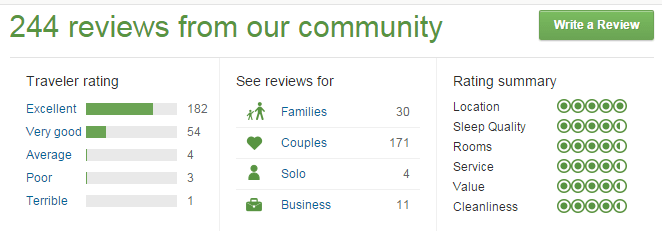 244 reviews from our community
Write a Review
Traveler rating
Excellent 182
Very good 54
Average 4
Poor 3
Terrible 1
See reviews for
Families 30
Couples 171
Solo 4
Business 11
Rating summary
Location
Sleep Quality
Rooms
Service
Value
Cleanliness